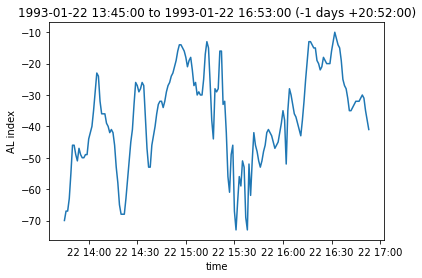 1993-01-22 13:45:00 to 1993-01-22 16:53:00 (-1 days +20:52:00)
−10
−20
−30
−40
−50
−60
−70
AL index
22 14:00 22 14:30 22 15:00 22 15:30 22 16:00 22 16:30 22 17:00
time